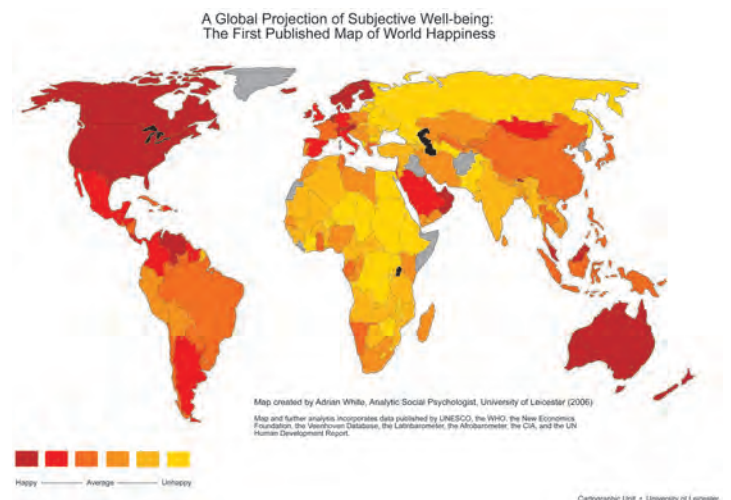 A Global Projection of Subjective Well-being:
The First Published Map of World Happiness
Map created by Adrian White, Analytic Social Psychologist, University of Leicester (2006)
Map and further analysis incorporates data published by UNESCO, the WHO, the New Economics
Foundation, the Veenhoven Database, the Latinbarometer, the Afrobarometer, the CIA, and the UN
Human Development Report.
Happy Average Unhappy
Cartographic Unit • University of Leicester